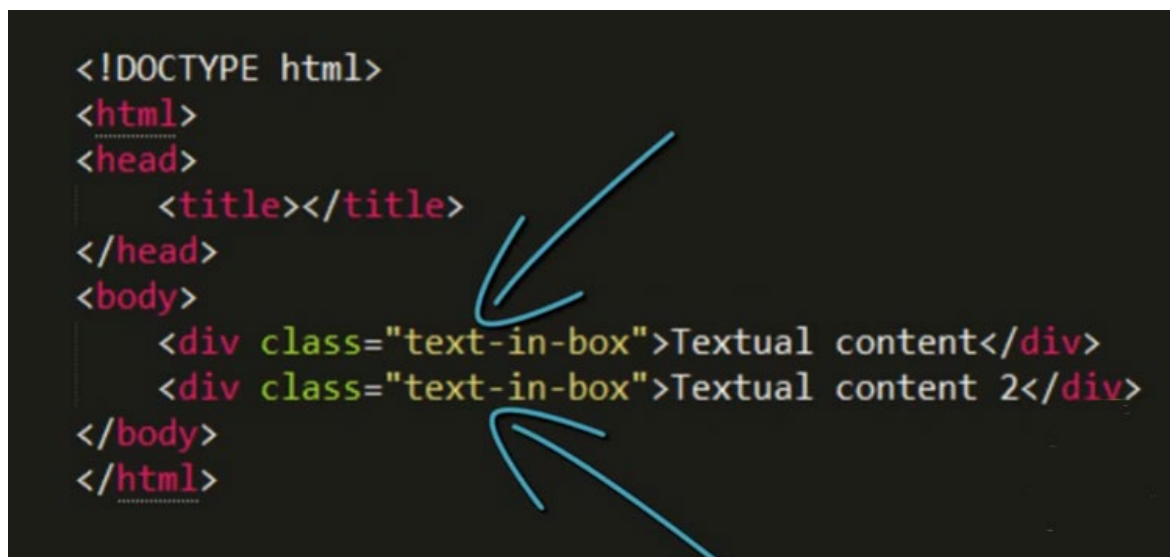 <!DOCTYPE html>
<html>
<head>
    <title></title>
</head>
<body>
    <div class="text-in-box">Textual content</div>
    <div class="text-in-box">Textual content 2</div>
</body>
</html>